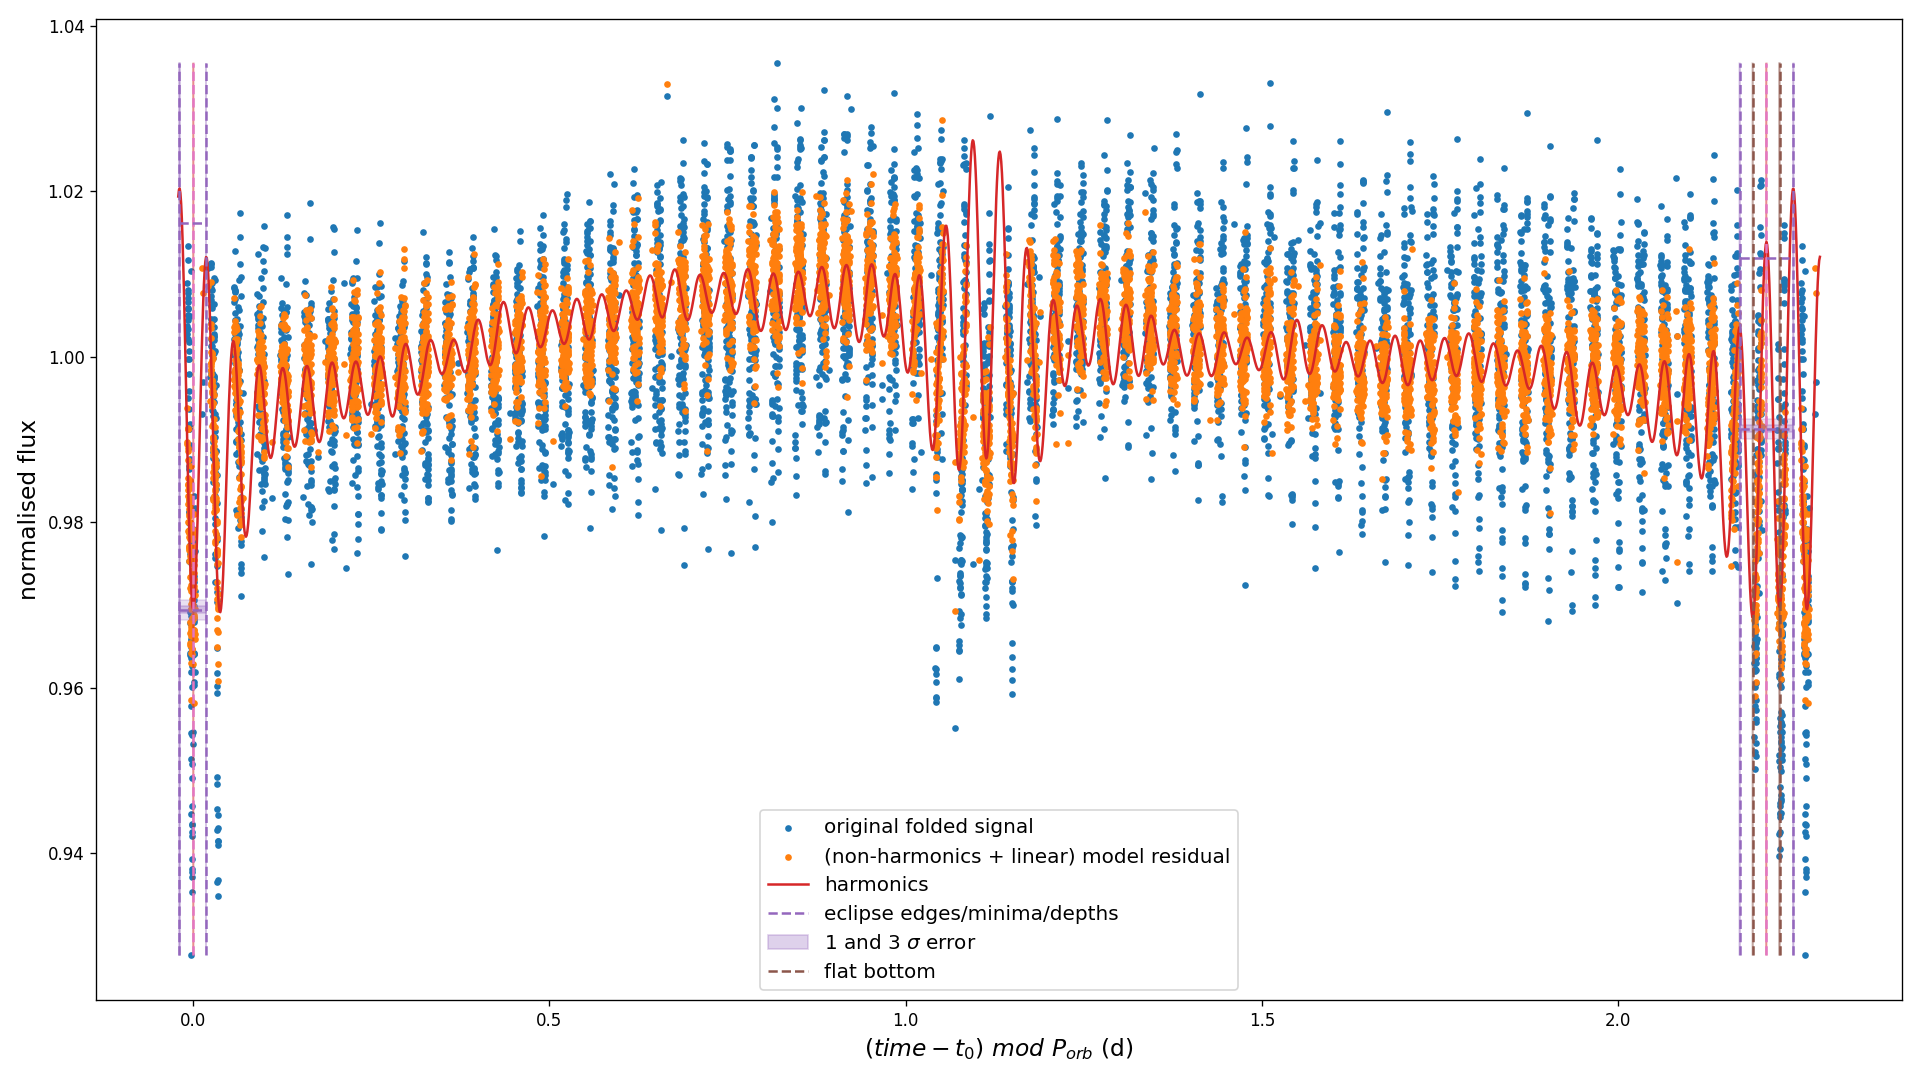 1.04
1.02
1.00
0.98
0.96
0.94
normalised flux
original folded signal
(non-harmonics + linear) model residual
harmonics
eclipse edges/minima/depths
1 and 3 σ error
flat bottom
0.0 0.5 1.0 1.5 2.0
(time − t₀) mod P_orb (d)